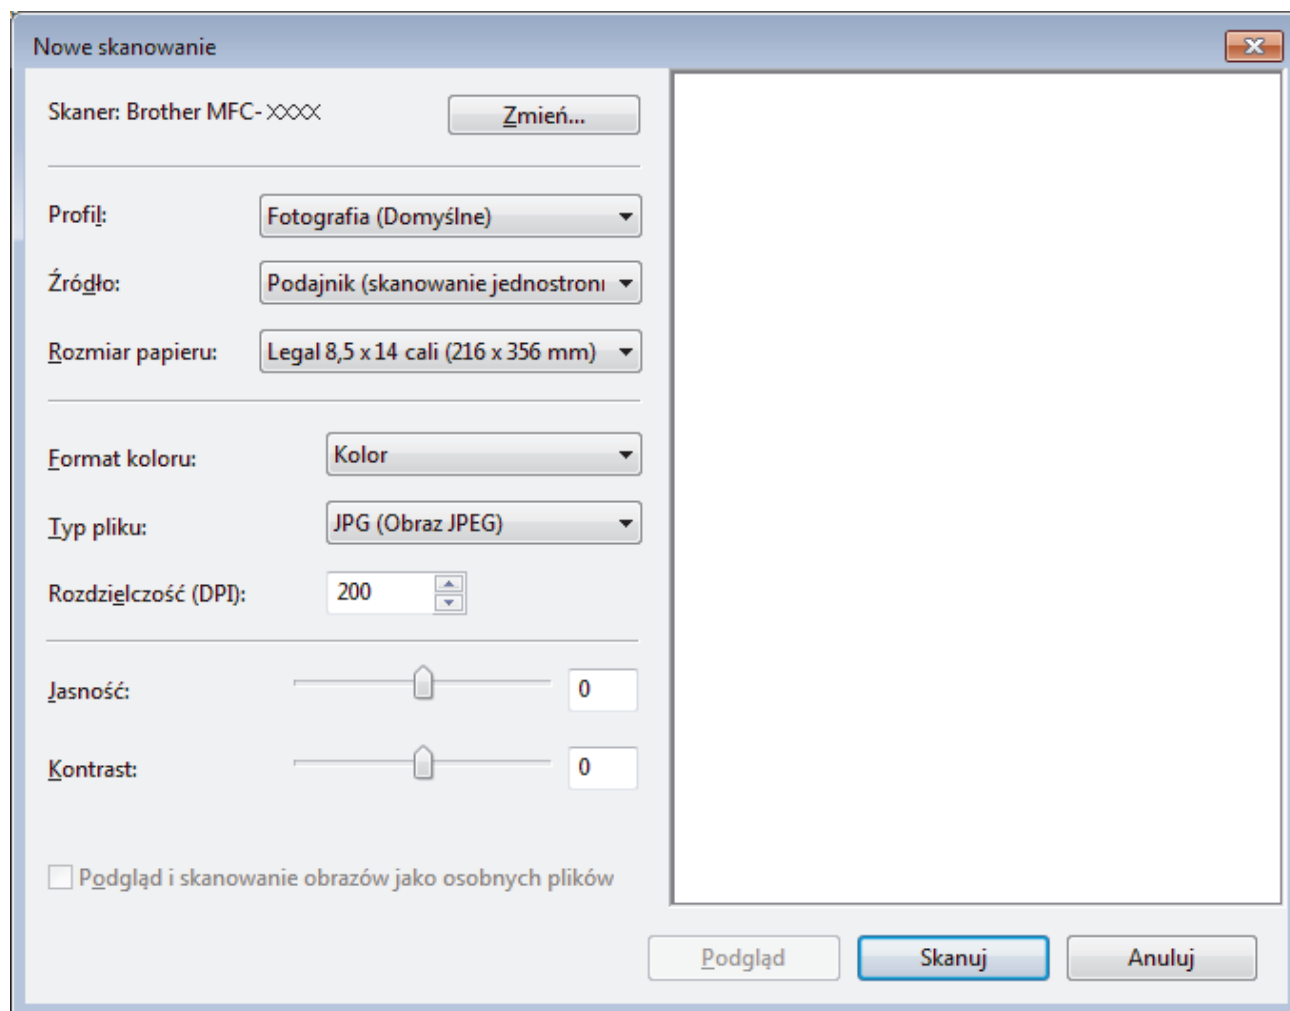 Nowe skanowanie
Skaner: Brother MFC-XXXX
Zmień...
Profil: Fotografia (Domyślne)
Źródło: Podajnik (skanowanie jednostron
Rozmiar papieru: Legal 8,5 x 14 cali (216 x 356 mm)
Format koloru: Kolor
Typ pliku: JPG (Obraz JPEG)
Rozdzielczość (DPI): 200
Jasność: 0
Kontrast: 0
Podgląd i skanowanie obrazów jako osobnych plików
Podgląd Skanuj Anuluj